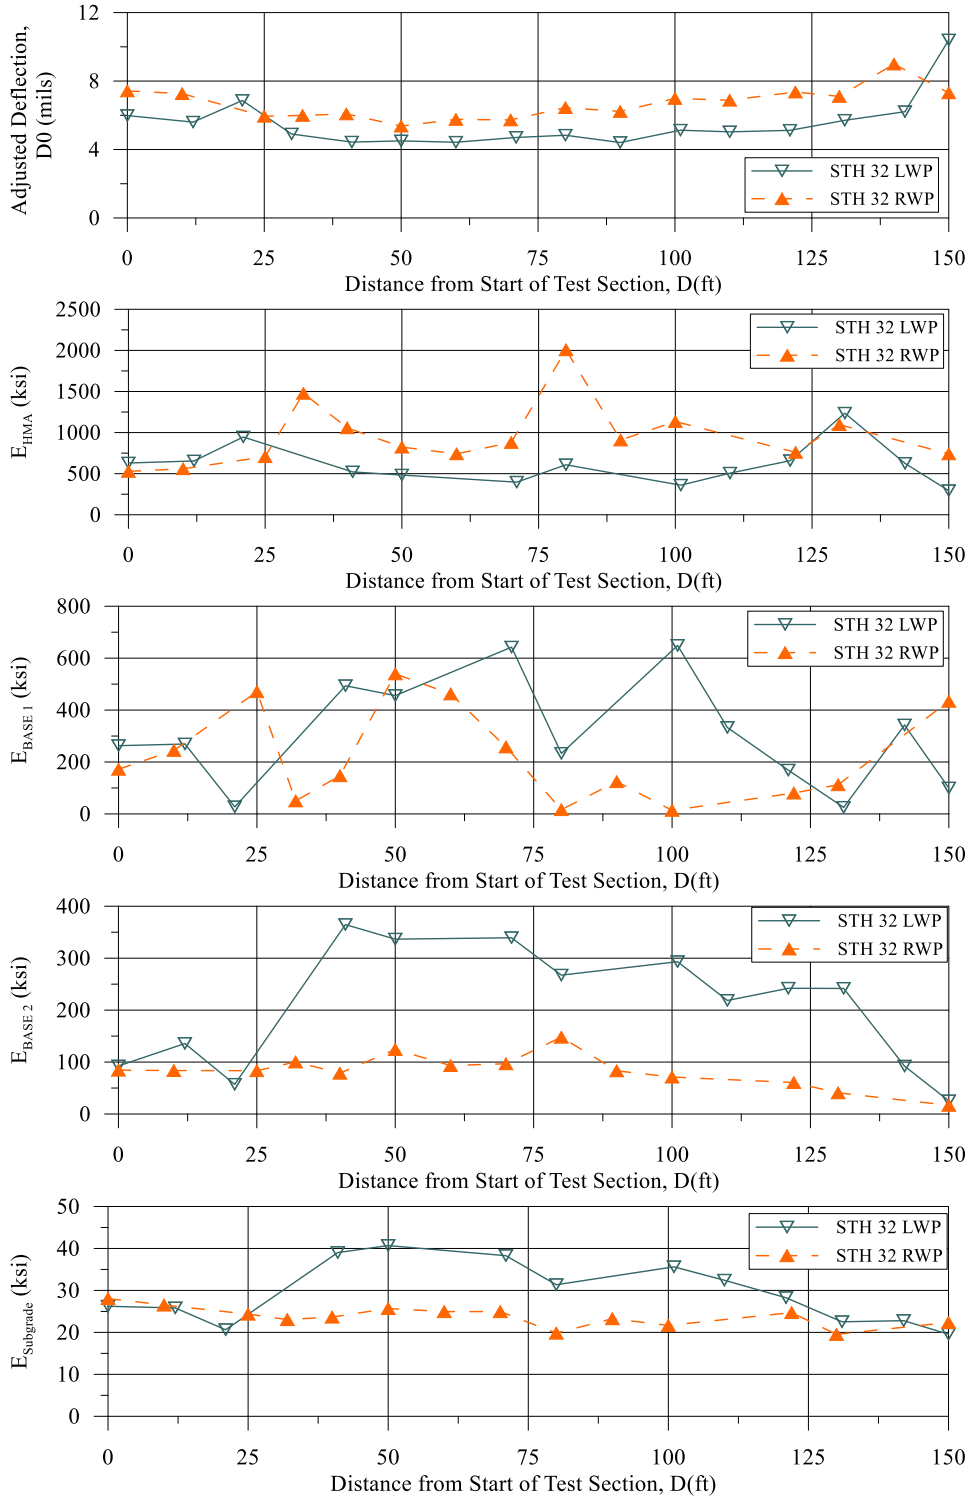 Adjusted Deflection,
D0 (mils)
12
8
4
0
STH 32 LWP
STH 32 RWP
0 25 50 75 100 125 150
Distance from Start of Test Section, D(ft)
E_HMA (ksi)
2500
2000
1500
1000
500
0
STH 32 LWP
STH 32 RWP
0 25 50 75 100 125 150
Distance from Start of Test Section, D(ft)
E_BASE 1 (ksi)
800
600
400
200
0
STH 32 LWP
STH 32 RWP
0 25 50 75 100 125 150
Distance from Start of Test Section, D(ft)
E_BASE 2 (ksi)
400
300
200
100
0
STH 32 LWP
STH 32 RWP
0 25 50 75 100 125 150
Distance from Start of Test Section, D(ft)
E_Subgrade (ksi)
50
40
30
20
10
0
STH 32 LWP
STH 32 RWP
0 25 50 75 100 125 150
Distance from Start of Test Section, D(ft)